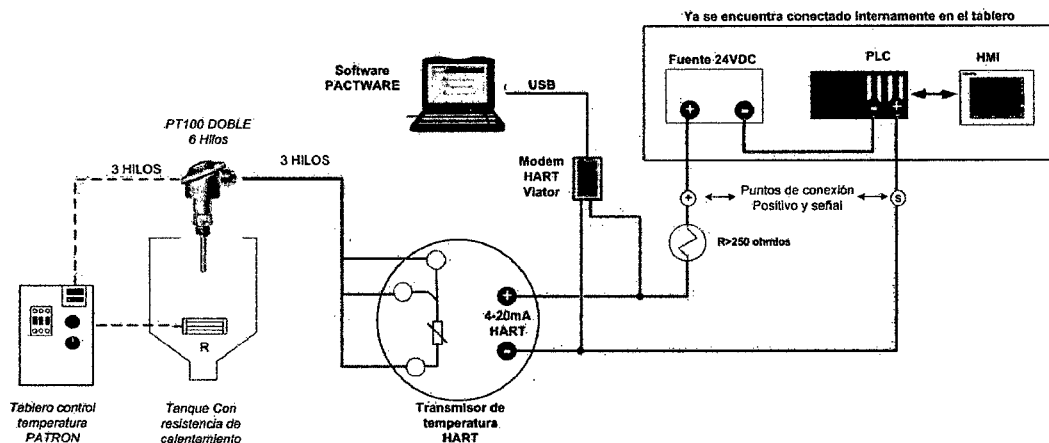 Ya se encuentra conectado internamente en el tablero
Fuente 24VDC
PLC
HMI
Software
PACTWARE
USB
PT100 DOBLE
6 Hilos
3 HILOS
3 HILOS
Modem
HART
Viator
Puntos de conexión
Positivo y señal
S
R>250 ohmios
4-20mA
HART
R
Tablero control
temperatura
PATRON
Tanque Con
resistencia de
calentamiento
Transmisor de
temperatura
HART